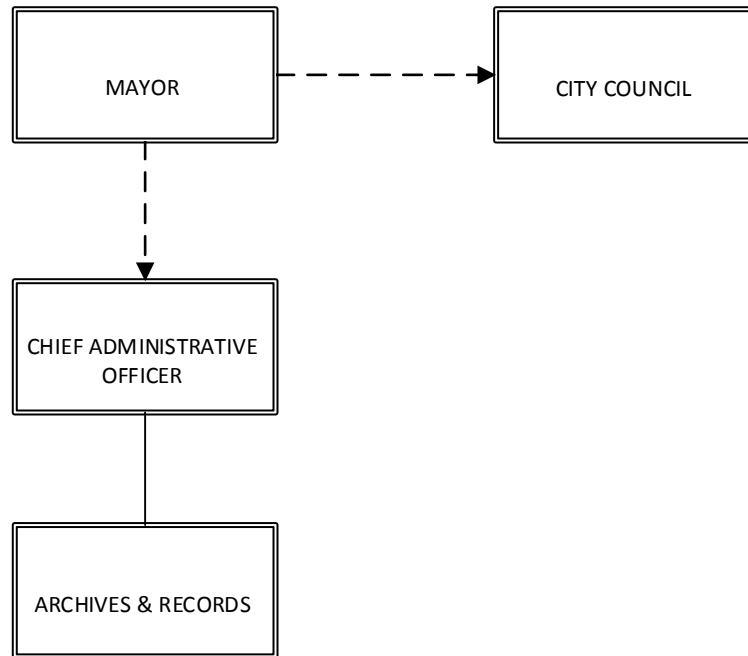 MAYOR
CITY COUNCIL
CHIEF ADMINISTRATIVE
OFFICER
ARCHIVES & RECORDS